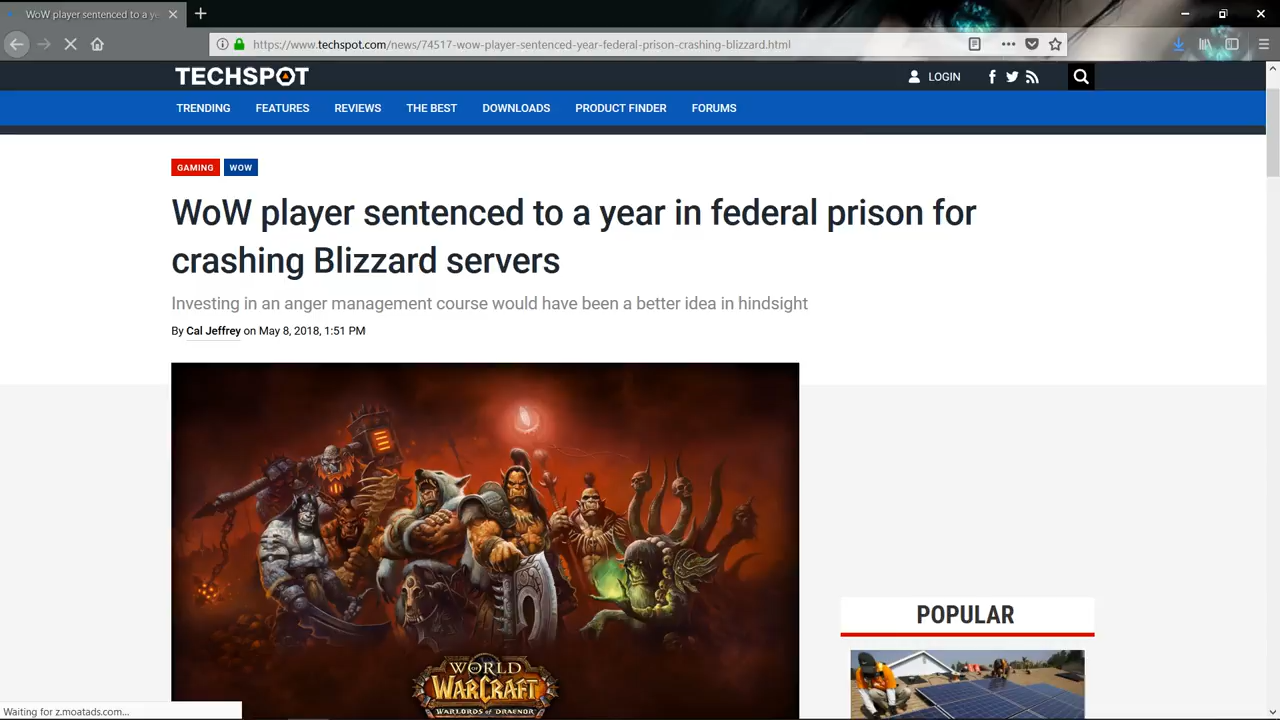 WoW player sentenced to a ye
https://www.techspot.com/news/74517-wow-player-sentenced-year-federal-prison-crashing-blizzard.html
TECHSPOT
LOGIN
TRENDING FEATURES REVIEWS THE BEST DOWNLOADS PRODUCT FINDER FORUMS
GAMING WOW
WoW player sentenced to a year in federal prison for
crashing Blizzard servers
Investing in an anger management course would have been a better idea in hindsight
By Cal Jeffrey on May 8, 2018, 1:51 PM
POPULAR
WORLD
OF
WARCRAFT
WARLORDS OF DRAENOR
Waiting for z.moatads.com...